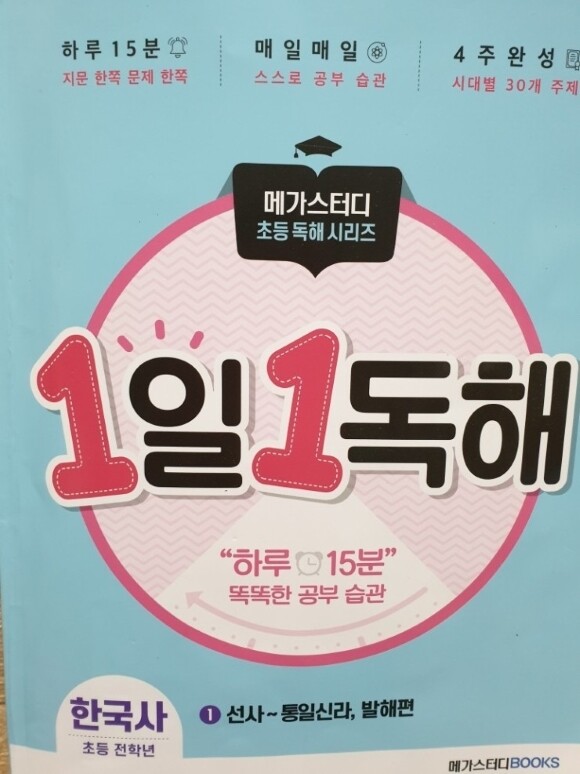 하루 15분
지문 한쪽 문제 한쪽
매일매일
스스로 공부 습관
4주완성
시대별 30개 주제
메가스터디
초등 독해 시리즈
1일 1독해
"하루 15분"
똑똑한 공부 습관
한국사
초등 전학년
1 선사~통일신라, 발해편
메가스터디BOOKS